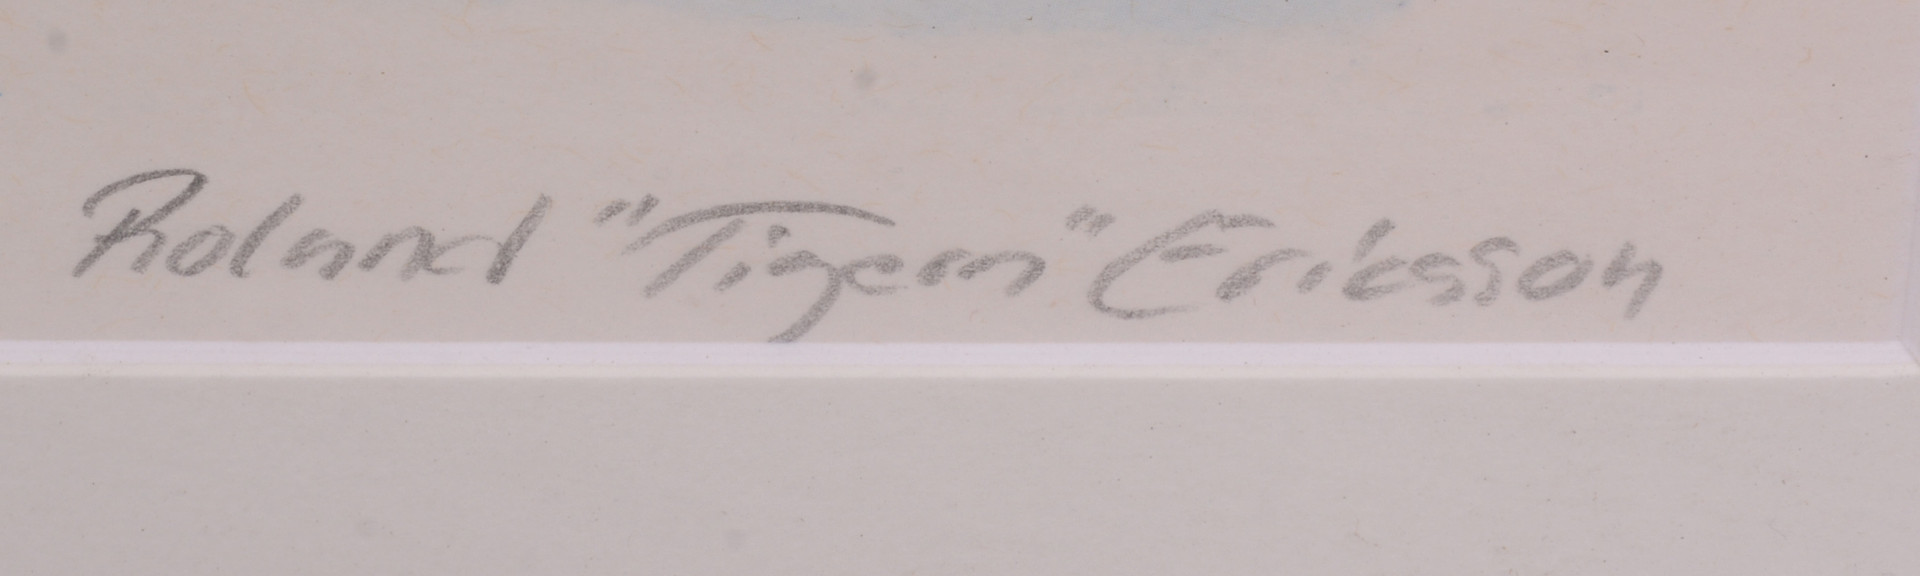 Roland "Tigern" Ericsson